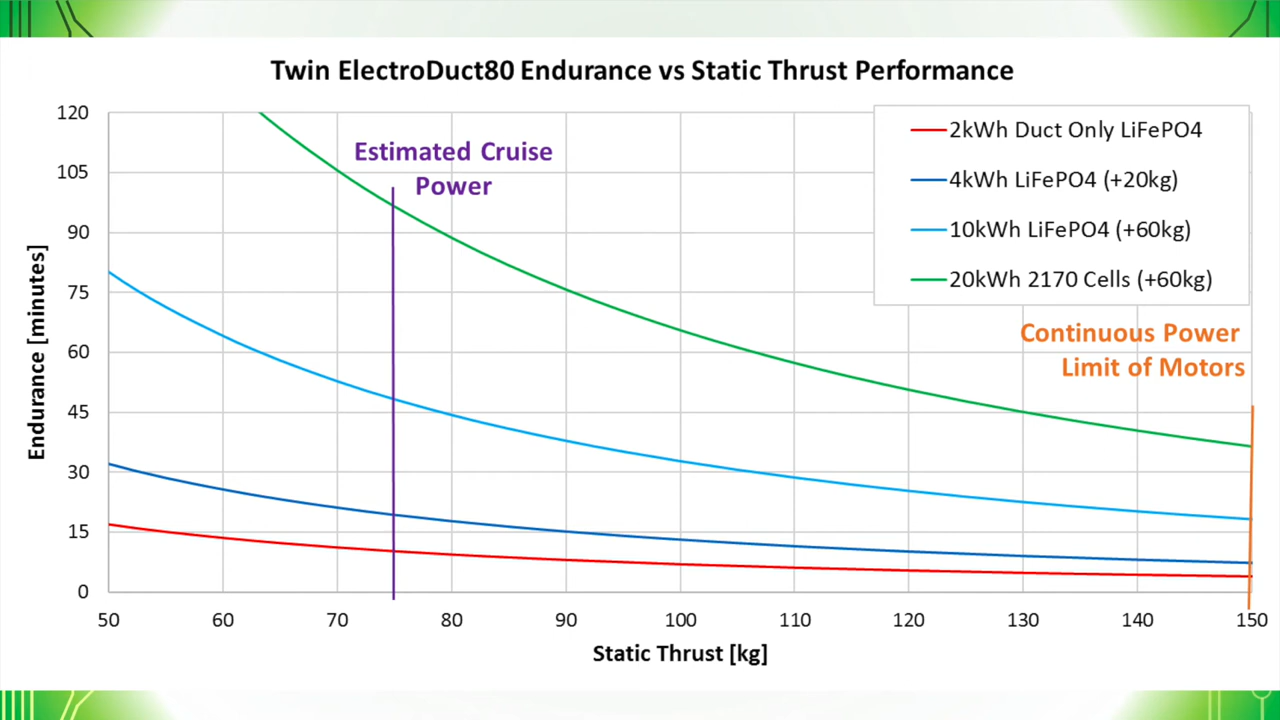 Twin ElectroDuct80 Endurance vs Static Thrust Performance
120
105
90
75
60
45
30
15
0
Endurance [minutes]
Estimated Cruise
Power
2kWh Duct Only LiFePO4
4kWh LiFePO4 (+20kg)
10kWh LiFePO4 (+60kg)
20kWh 2170 Cells (+60kg)
Continuous Power
Limit of Motors
50 60 70 80 90 100 110 120 130 140 150
Static Thrust [kg]